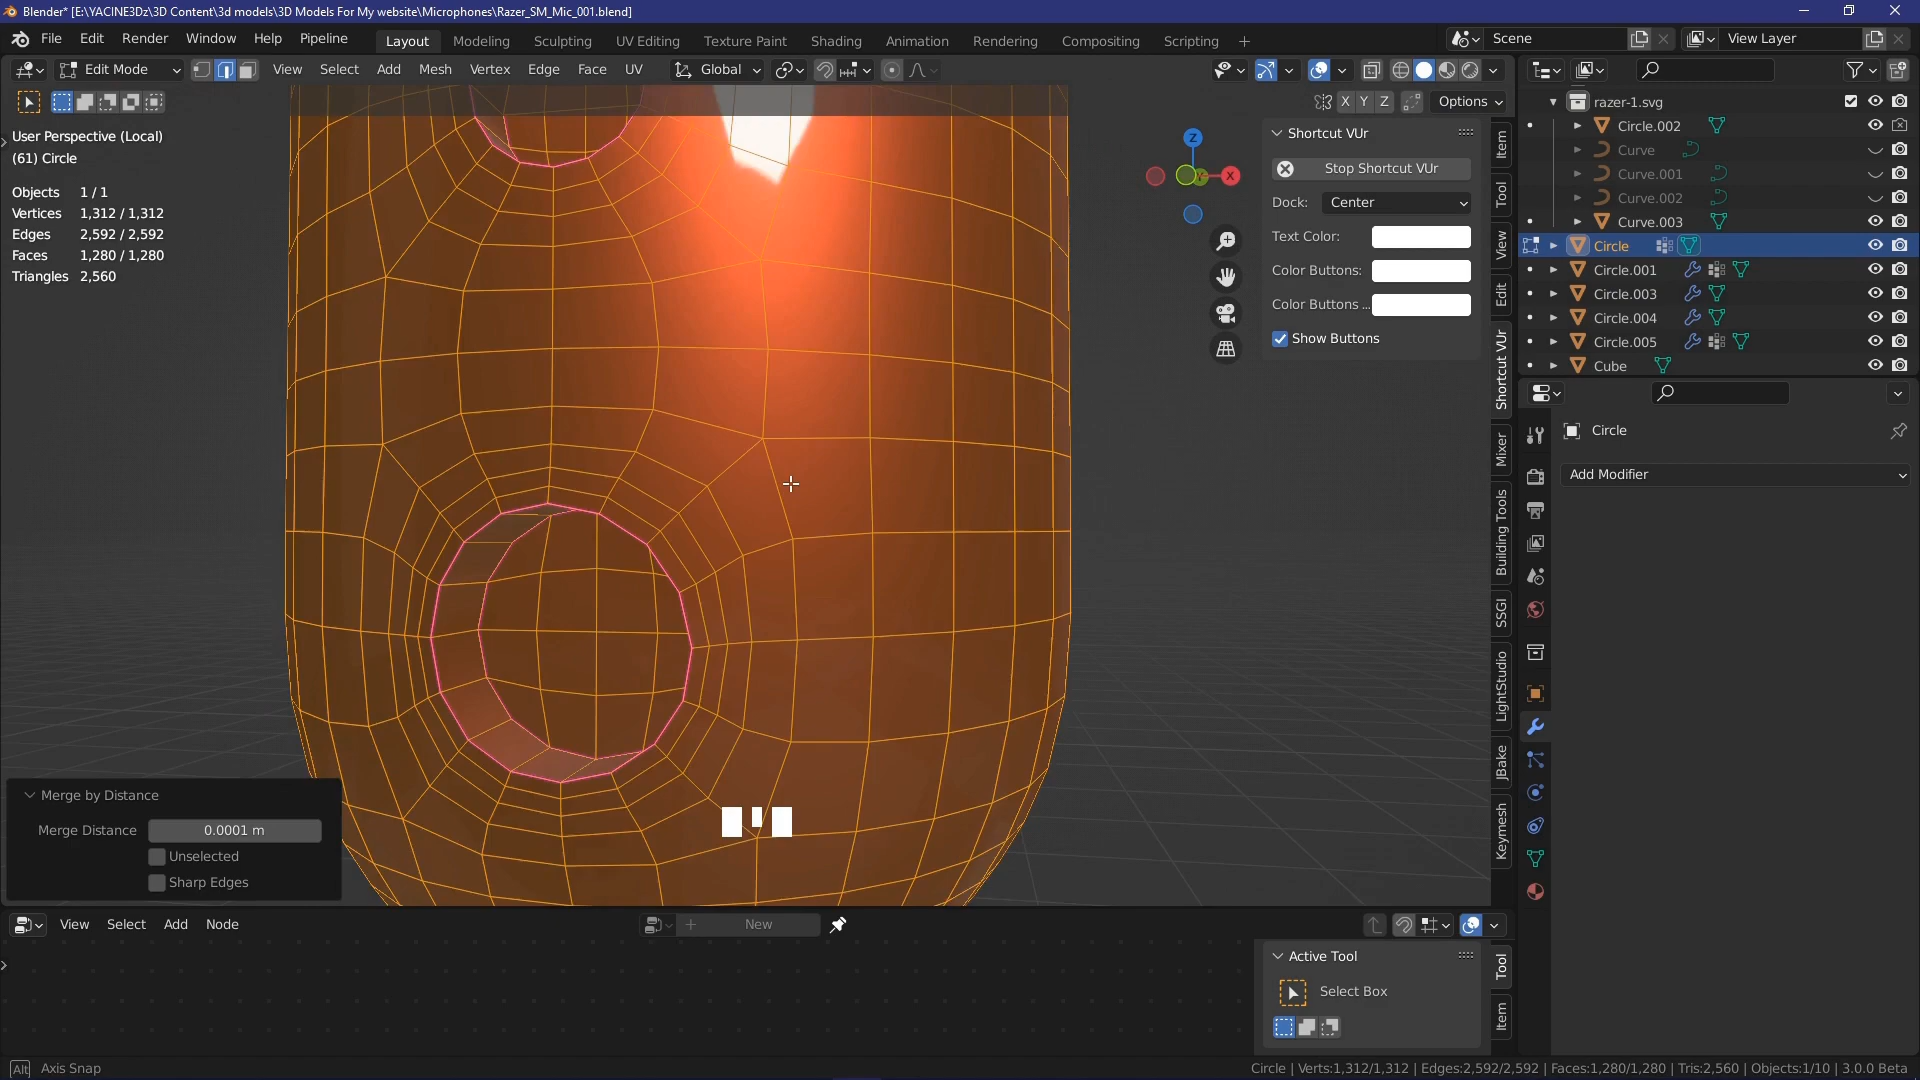 Blender* [E:\YACINE3Dz\3D Content\3d models\3D Models For My website\Microphones\Razer_SM_Mic_001.blend]
File Edit Render Window Help Pipeline Layout Modeling Sculpting UV Editing Texture Paint Shading Animation Rendering Compositing Scripting + Scene View Layer
Edit Mode View Select Add Mesh Vertex Edge Face UV Global
X Y Z Options
User Perspective (Local)
(61) Circle
Objects 1 / 1
Vertices 1,312 / 1,312
Edges 2,592 / 2,592
Faces 1,280 / 1,280
Triangles 2,560
Z
X
Shortcut VUr
Stop Shortcut VUr
Dock: Center
Text Color:
Color Buttons:
Color Buttons ...
Show Buttons
Item
Tool
View
Edit
Shortcut VUr
Mixer
Building Tools
SSGI
LightStudio
JBake
Keymesh
razer-1.svg
Circle.002
Curve
Curve.001
Curve.002
Curve.003
Circle
Circle.001
Circle.003
Circle.004
Circle.005
Cube
Circle
Add Modifier
Merge by Distance
Merge Distance 0.0001 m
Unselected
Sharp Edges
View Select Add Node New
Active Tool
Select Box
Tool
Item
Alt Axis Snap
Circle | Verts:1,312/1,312 | Edges:2,592/2,592 | Faces:1,280/1,280 | Tris:2,560 | Objects:1/10 | 3.0.0 Beta